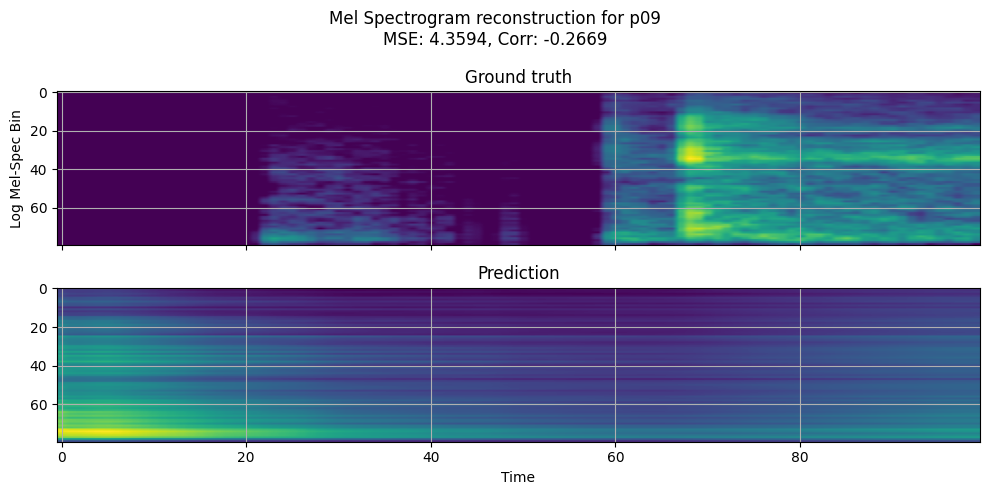 Mel Spectrogram reconstruction for p09
MSE: 4.3594, Corr: -0.2669
Ground truth
0
20
40
60
Log Mel-Spec Bin
Prediction
0
20
40
60
0 20 40 60 80
Time